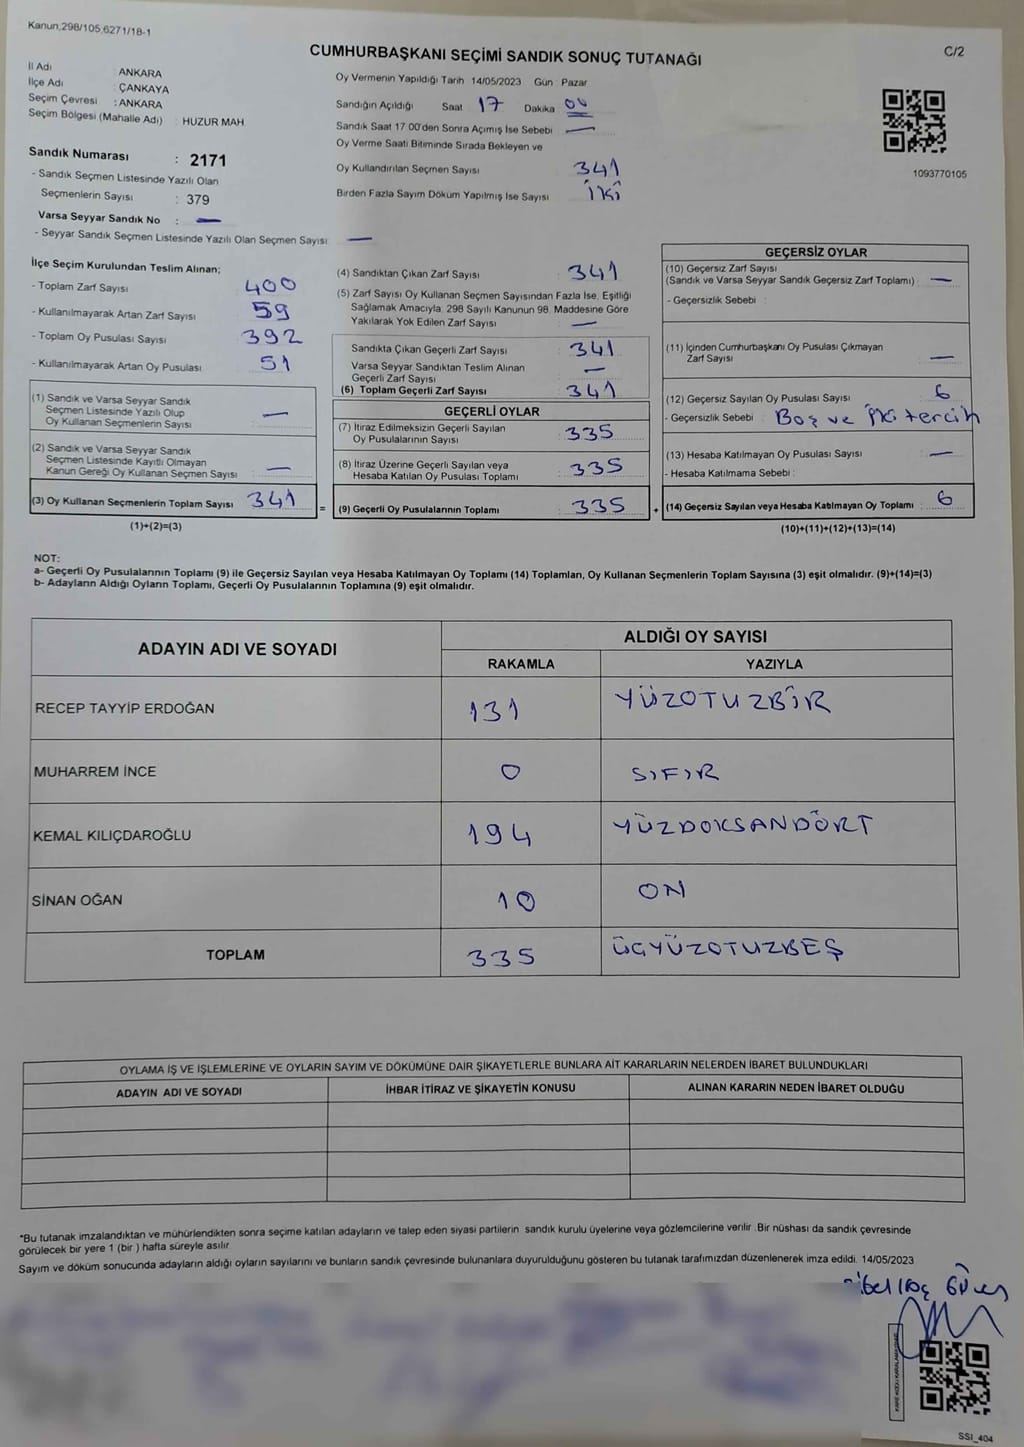 Kanun;298/105,6271/18-1
C/2
CUMHURBAŞKANI SEÇİMİ SANDIK SONUÇ TUTANAĞI
İl Adı ANKARA
İlçe Adı : ÇANKAYA
Seçim Çevresi : ANKARA
Seçim Bölgesi (Mahalle Adı) : HUZUR MAH.
Sandık Numarası : 2171
- Sandık Seçmen Listesinde Yazılı Olan
Seçmenlerin Sayısı : 379
Varsa Seyyar Sandık No : —
- Seyyar Sandık Seçmen Listesinde Yazılı Olan Seçmen Sayısı: —
Oy Vermenin Yapıldığı Tarih 14/05/2023 Gün : Pazar
Sandığın Açıldığı Saat 17 Dakika 00
Sandık Saat 17 00'den Sonra Açımış İse Sebebi —
Oy Verme Saati Bitiminde Sırada Bekleyen ve
Oy Kullandırılan Seçmen Sayısı 341
Birden Fazla Sayım Döküm Yapılmış İse Sayısı İki
1093770105
İlçe Seçim Kurulundan Teslim Alınan;
- Toplam Zarf Sayısı 400
- Kullanılmayarak Artan Zarf Sayısı 59
- Toplam Oy Pusulası Sayısı 392
- Kullanılmayarak Artan Oy Pusulası 51
(1) Sandık ve Varsa Seyyar Sandık
Seçmen Listesinde Yazılı Olup
Oy Kullanan Seçmenlerin Sayısı —
(2) Sandık ve Varsa Seyyar Sandık
Seçmen Listesinde Kayıtlı Olmayan
Kanun Gereği Oy Kullanan Seçmen Sayısı —
(3) Oy Kullanan Seçmenlerin Toplam Sayısı 341
(1)+(2)=(3)
=
(4) Sandıktan Çıkan Zarf Sayısı 341
(5) Zarf Sayısı Oy Kullanan Seçmen Sayısından Fazla İse, Eşitliği
Sağlamak Amacıyla, 298 Sayılı Kanunun 98. Maddesine Göre
Yakılarak Yok Edilen Zarf Sayısı —
Sandıkta Çıkan Geçerli Zarf Sayısı 341
Varsa Seyyar Sandıktan Teslim Alınan
Geçerli Zarf Sayısı —
(6) Toplam Geçerli Zarf Sayısı 341
GEÇERLİ OYLAR
(7) İtiraz Edilmeksizin Geçerli Sayılan
Oy Pusulalarının Sayısı 335
(8) İtiraz Üzerine Geçerli Sayılan veya
Hesaba Katılan Oy Pusulası Toplamı 335
(9) Geçerli Oy Pusulalarının Toplamı 335
+
GEÇERSİZ OYLAR
(10) Geçersiz Zarf Sayısı
(Sandık ve Varsa Seyyar Sandık Geçersiz Zarf Toplamı) : —
- Geçersizlik Sebebi :
(11) İçinden Cumhurbaşkanı Oy Pusulası Çıkmayan
Zarf Sayısı —
(12) Geçersiz Sayılan Oy Pusulası Sayısı 6
- Geçersizlik Sebebi : Boş ve İki tercih
(13) Hesaba Katılmayan Oy Pusulası Sayısı —
- Hesaba Katılmama Sebebi :
(14) Geçersiz Sayılan veya Hesaba Katılmayan Oy Toplamı 6
(10)+(11)+(12)+(13)=(14)
NOT:
a- Geçerli Oy Pusulalarının Toplamı (9) ile Geçersiz Sayılan veya Hesaba Katılmayan Oy Toplamı (14) Toplamları, Oy Kullanan Seçmenlerin Toplam Sayısına (3) eşit olmalıdır. (9)+(14)=(3)
b- Adayların Aldığı Oyların Toplamı, Geçerli Oy Pusulalarının Toplamına (9) eşit olmalıdır.
ADAYIN ADI VE SOYADI
ALDIĞI OY SAYISI
RAKAMLA YAZIYLA
RECEP TAYYİP ERDOĞAN 131 YÜZOTUZBİR
MUHARREM İNCE 0 SIFIR
KEMAL KILIÇDAROĞLU 194 YÜZDOKSANDÖRT
SİNAN OĞAN 10 ON
TOPLAM 335 ÜÇYÜZOTUZBEŞ
OYLAMA İŞ VE İŞLEMLERİNE VE OYLARIN SAYIM VE DÖKÜMÜNE DAİR ŞİKAYETLERLE BUNLARA AİT KARARLARIN NELERDEN İBARET BULUNDUKLARI
ADAYIN ADI VE SOYADI İHBAR İTİRAZ VE ŞİKAYETİN KONUSU ALINAN KARARIN NEDEN İBARET OLDUĞU
*Bu tutanak imzalandıktan ve mühürlendikten sonra seçime katılan adayların ve talep eden siyasi partilerin sandık kurulu üyelerine veya gözlemcilerine verilir. Bir nüshası da sandık çevresinde
görülecek bir yere 1 (bir ) hafta süreyle asılır.
Sayım ve döküm sonucunda adayların aldığı oyların sayılarını ve bunların sandık çevresinde bulunanlara duyurulduğunu gösteren bu tutanak tarafımızdan düzenlenerek imza edildi. 14/05/2023
SSI_404